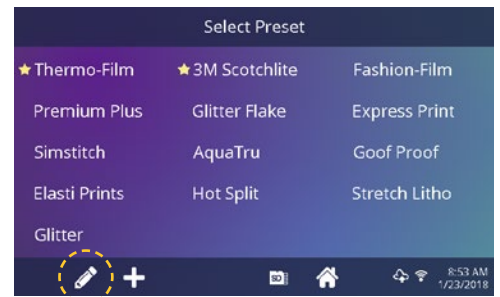 Select Preset
Thermo-Film 3M Scotchlite Fashion-Film
Premium Plus Glitter Flake Express Print
Simstitch AquaTru Goof Proof
Elasti Prints Hot Split Stretch Litho
Glitter
SD 8:53 AM
1/23/2018